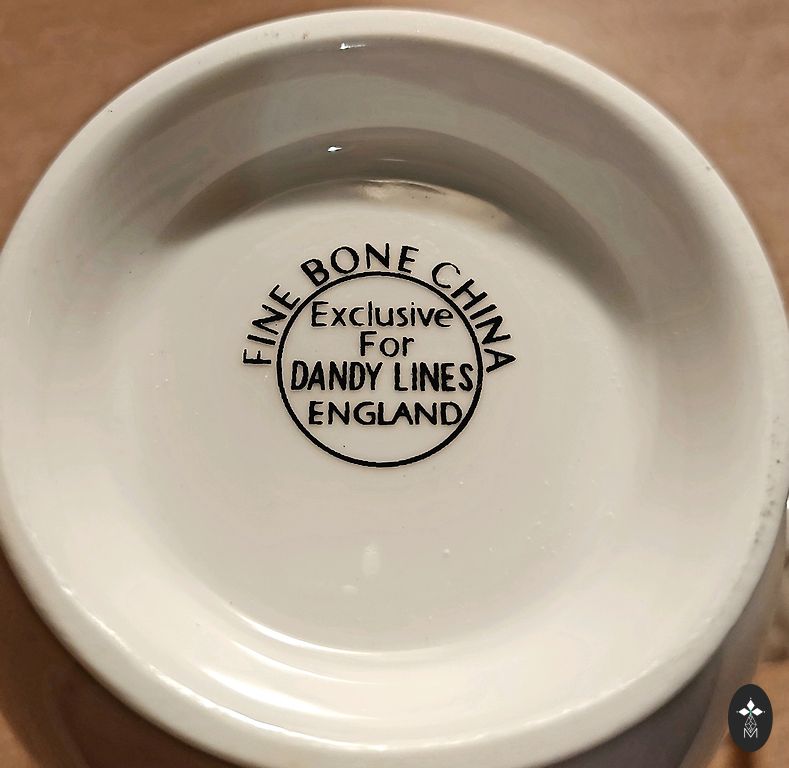 FINE BONE CHINA
Exclusive
For
DANDY LINES
ENGLAND
M